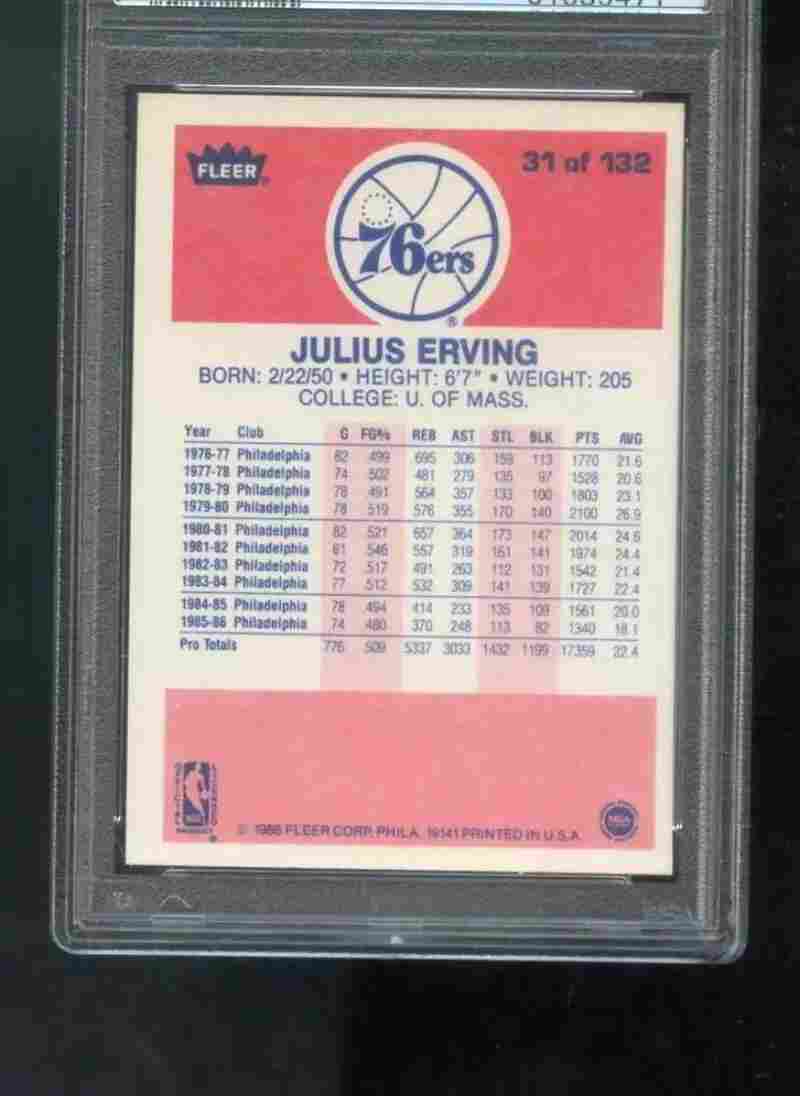 FLEER®
31 of 132
76ers®
JULIUS ERVING
BORN: 2/22/50 • HEIGHT: 6'7" • WEIGHT: 205
COLLEGE: U. OF MASS.
Year Club G FG% REB AST STL BLK PTS AVG
1976-77 Philadelphia 82 499 695 306 159 113 1770 21.6
1977-78 Philadelphia 74 502 481 279 135 97 1528 20.6
1978-79 Philadelphia 78 491 564 357 133 100 1803 23.1
1979-80 Philadelphia 78 519 576 355 170 140 2100 26.9
1980-81 Philadelphia 82 521 657 364 173 147 2014 24.6
1981-82 Philadelphia 81 546 557 319 161 141 1974 24.4
1982-83 Philadelphia 72 517 491 263 112 131 1542 21.4
1983-84 Philadelphia 77 512 532 309 141 139 1727 22.4
1984-85 Philadelphia 78 494 414 233 135 109 1561 20.0
1985-86 Philadelphia 74 480 370 248 113 82 1340 18.1
Pro Totals 776 509 5337 3033 1432 1199 17359 22.4
© 1986 FLEER CORP. PHILA. 19141 PRINTED IN U.S.A.